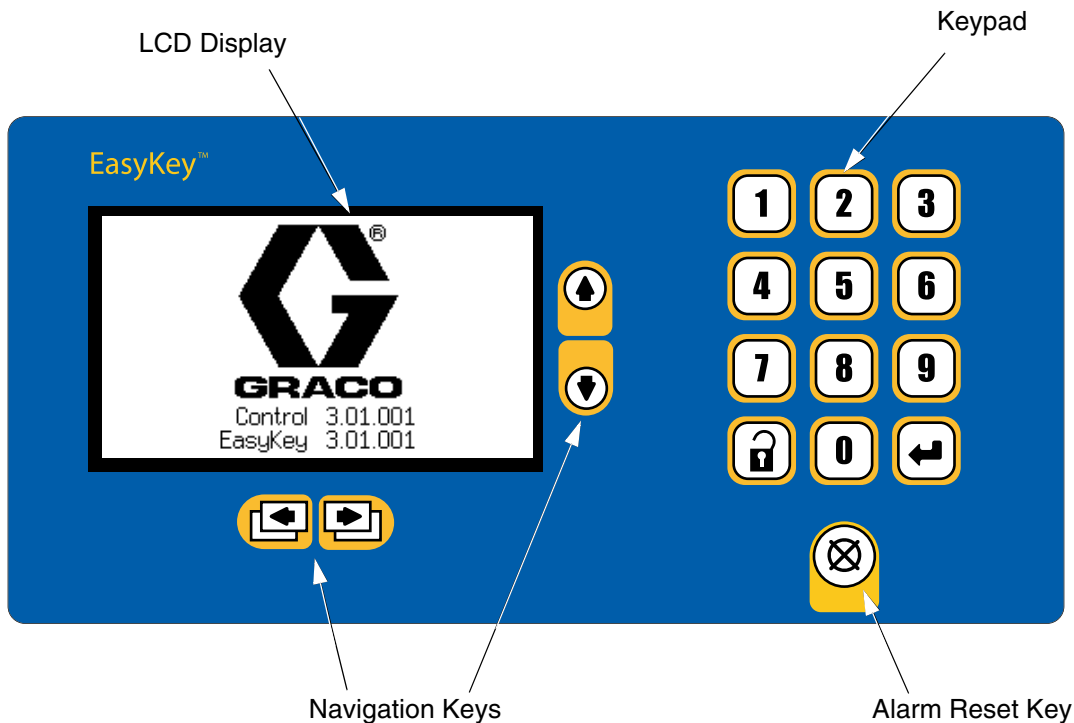 LCD Display
Keypad
EasyKey™
®
GRACO
Control 3.01.001
EasyKey 3.01.001
1 2 3
4 5 6
7 8 9
0
Navigation Keys
Alarm Reset Key